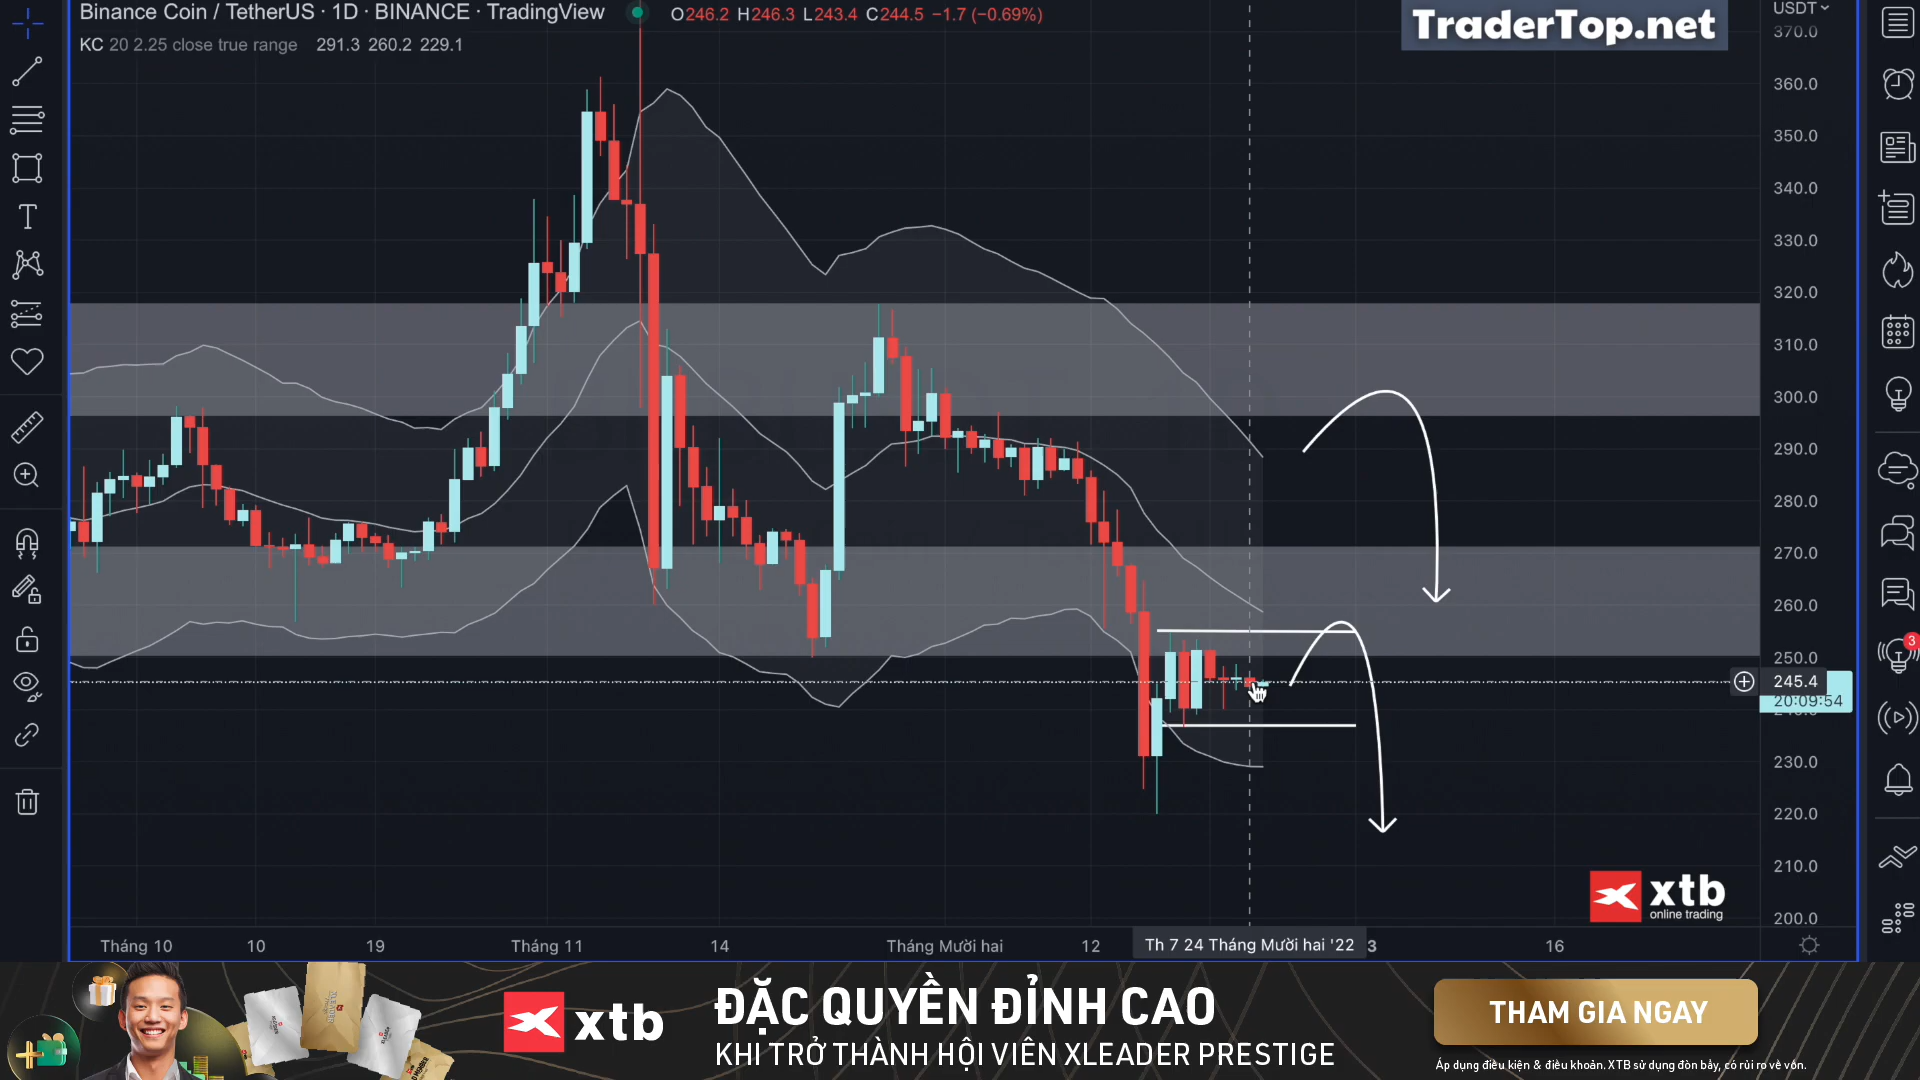 Binance Coin / TetherUS · 1D · BINANCE · TradingView
O246.2 H246.3 L243.4 C244.5 −1.7 (−0.69%)
KC 20 2.25 close true range 291.3 260.2 229.1
TraderTop.net
USDT
370.0
360.0
350.0
340.0
330.0
320.0
310.0
300.0
290.0
280.0
270.0
260.0
250.0
245.4
20:09:54
230.0
220.0
210.0
200.0
3
xtb
online trading
Tháng 10
10
19
Tháng 11
14
Tháng Mười hai
12
Th 7 24 Tháng Mười hai '22
3
16
xtb
ĐẶC QUYỀN ĐỈNH CAO
KHI TRỞ THÀNH HỘI VIÊN XLEADER PRESTIGE
THAM GIA NGAY
Áp dụng điều kiện & điều khoản. XTB sử dụng đòn bẩy, có rủi ro về vốn.